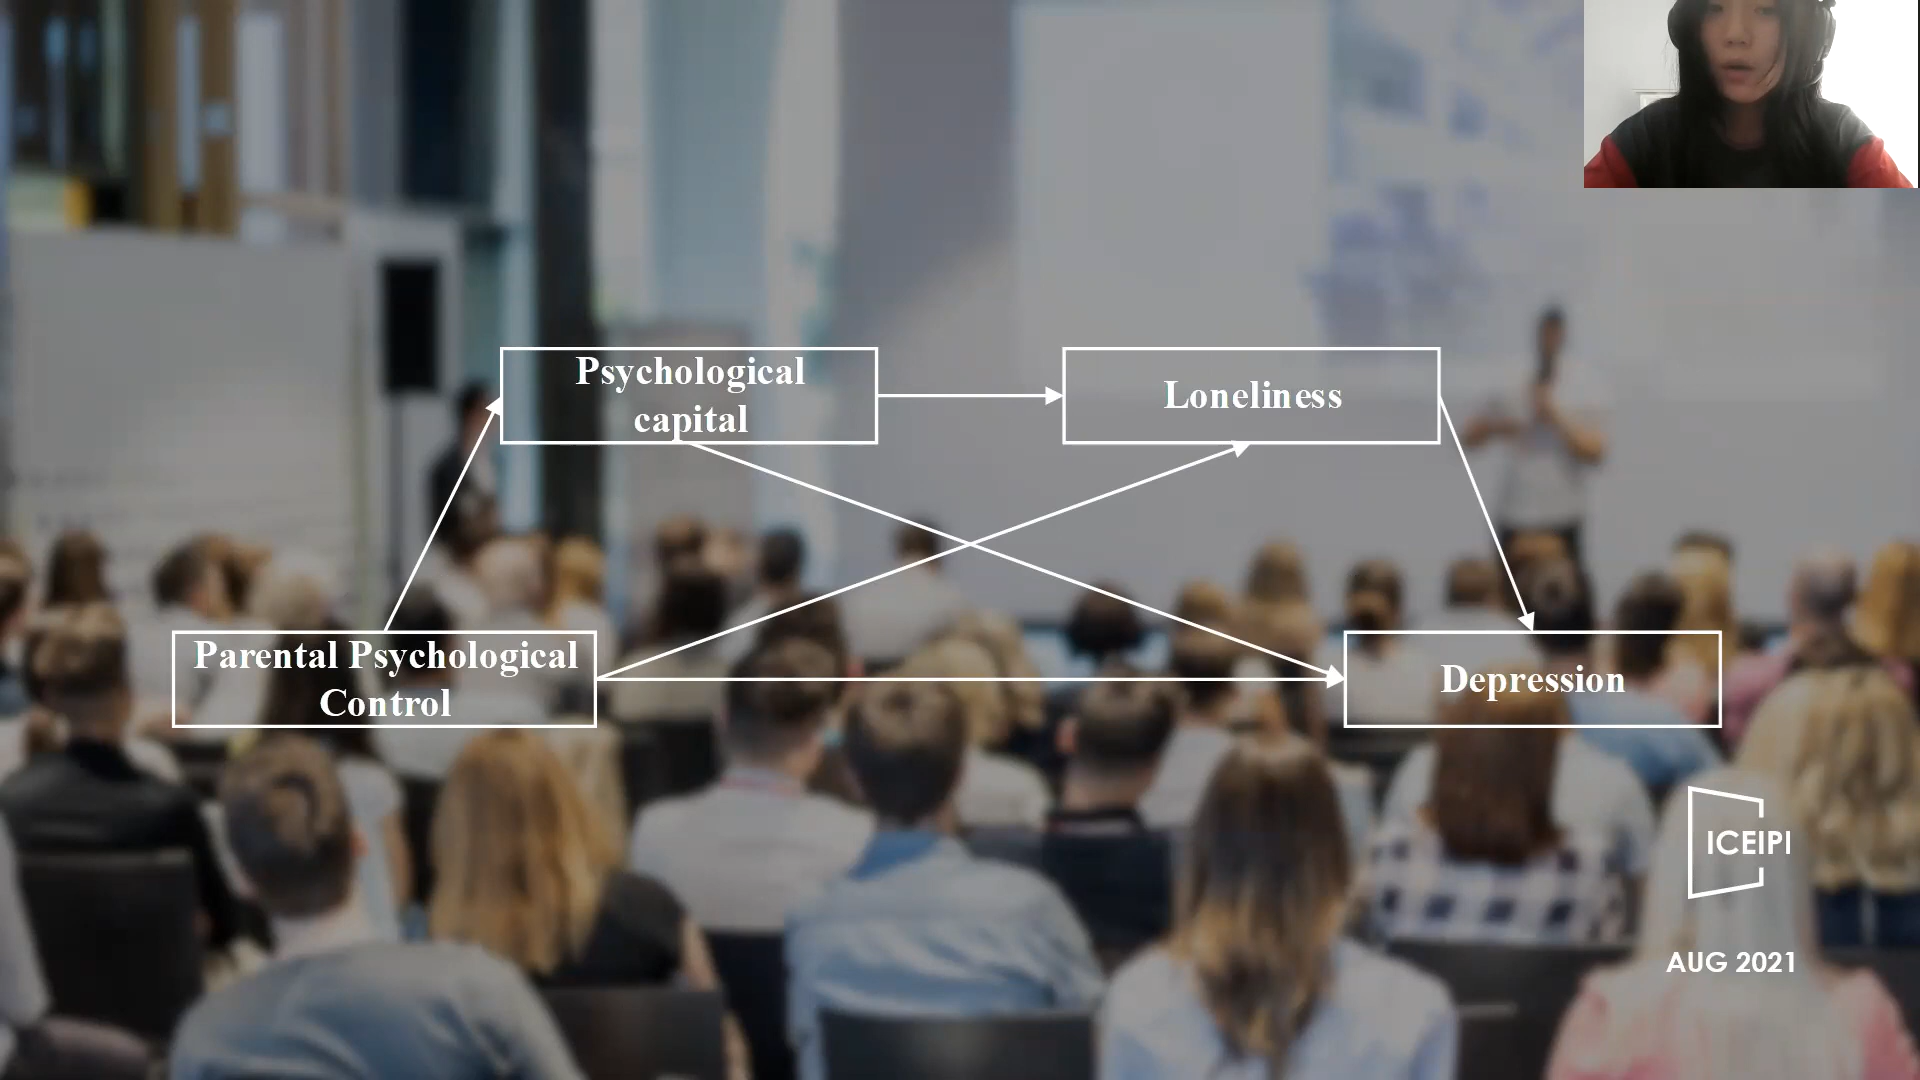 Psychological
capital
Loneliness
Parental Psychological
Control
Depression
ICEIPI
AUG 2021